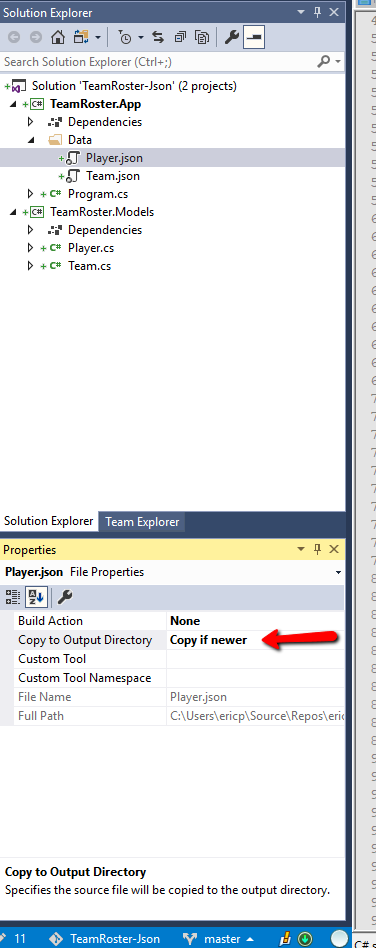 Solution Explorer
Search Solution Explorer (Ctrl+;)
Solution 'TeamRoster-Json' (2 projects)
C# TeamRoster.App
Dependencies
Data
Player.json
Team.json
C# Program.cs
C# TeamRoster.Models
Dependencies
C# Player.cs
C# Team.cs
Solution Explorer Team Explorer
Properties
Player.json File Properties
Build Action None
Copy to Output Directory Copy if newer
Custom Tool
Custom Tool Namespace
File Name Player.json
Full Path C:\Users\ericp\Source\Repos\eric
Copy to Output Directory
Specifies the source file will be copied to the output directory.
11 TeamRoster-Json master